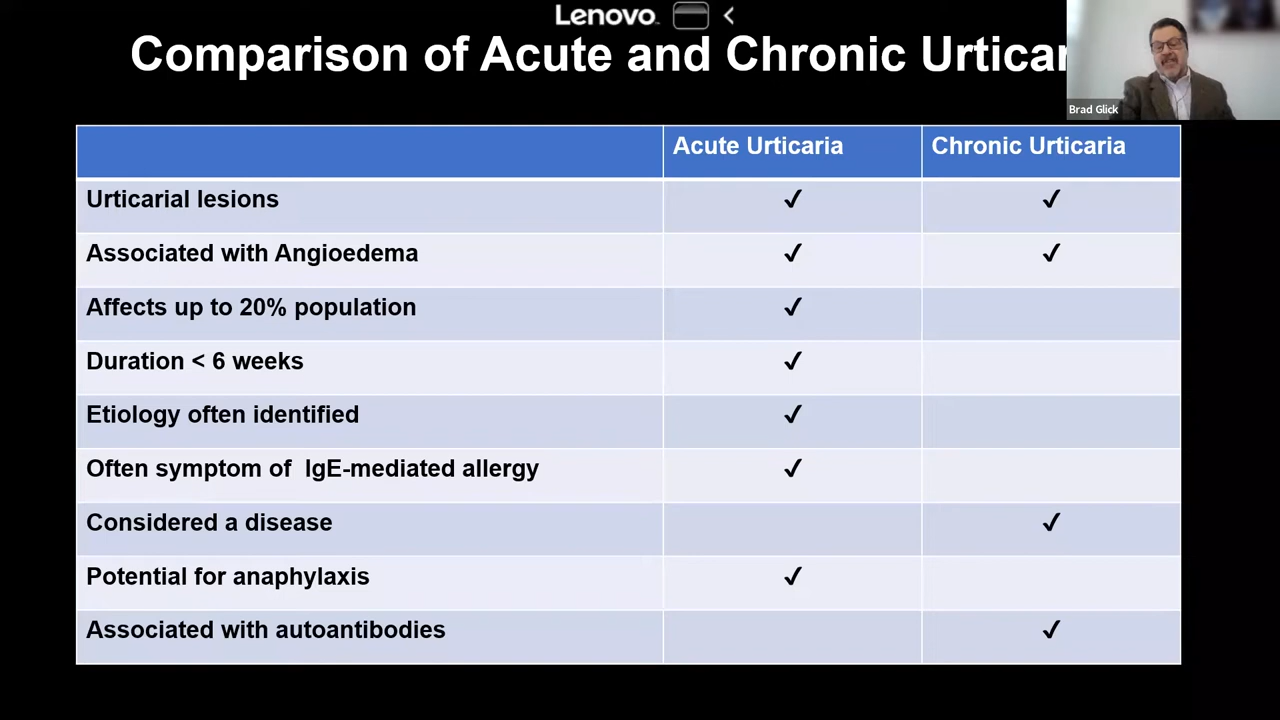 Lenovo
Comparison of Acute and Chronic
Brad Glick
Acute Urticaria Chronic Urticaria
Urticarial lesions ✓ ✓
Associated with Angioedema ✓ ✓
Affects up to 20% population ✓
Duration < 6 weeks ✓
Etiology often identified ✓
Often symptom of IgE-mediated allergy ✓
Considered a disease ✓
Potential for anaphylaxis ✓
Associated with autoantibodies ✓